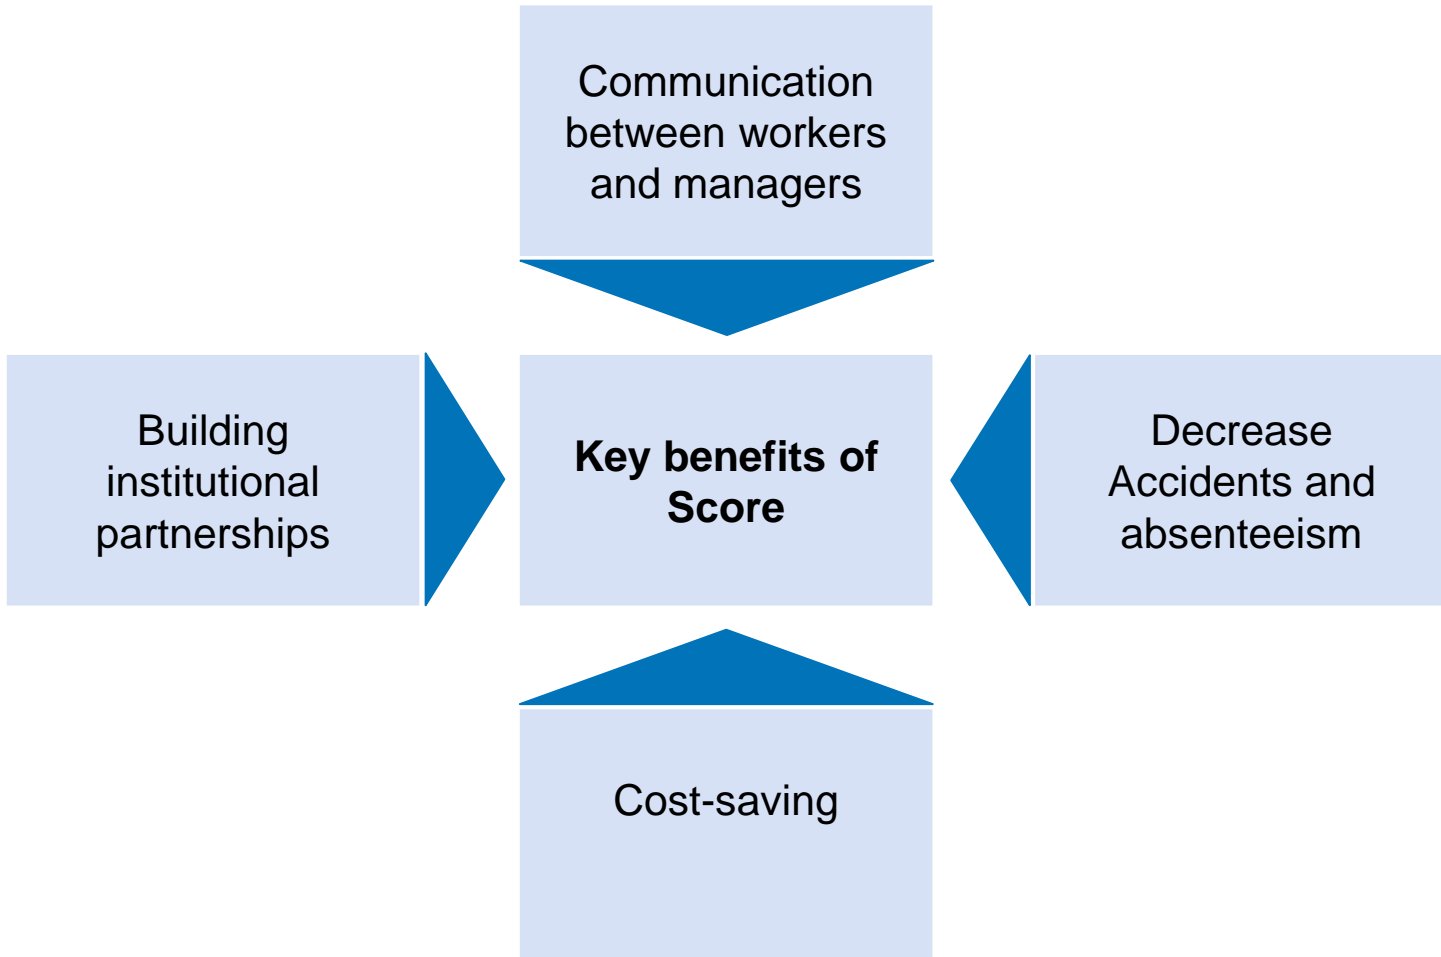 Communication
between workers
and managers
Building
institutional
partnerships
Key benefits of
Score
Decrease
Accidents and
absenteeism
Cost-saving